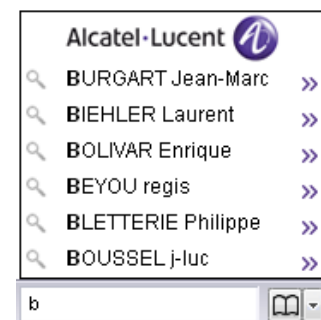 Alcatel·Lucent
BURGART Jean-Marc
BIEHLER Laurent
BOLIVAR Enrique
BEYOU regis
BLETTERIE Philippe
BOUSSEL j-luc
b